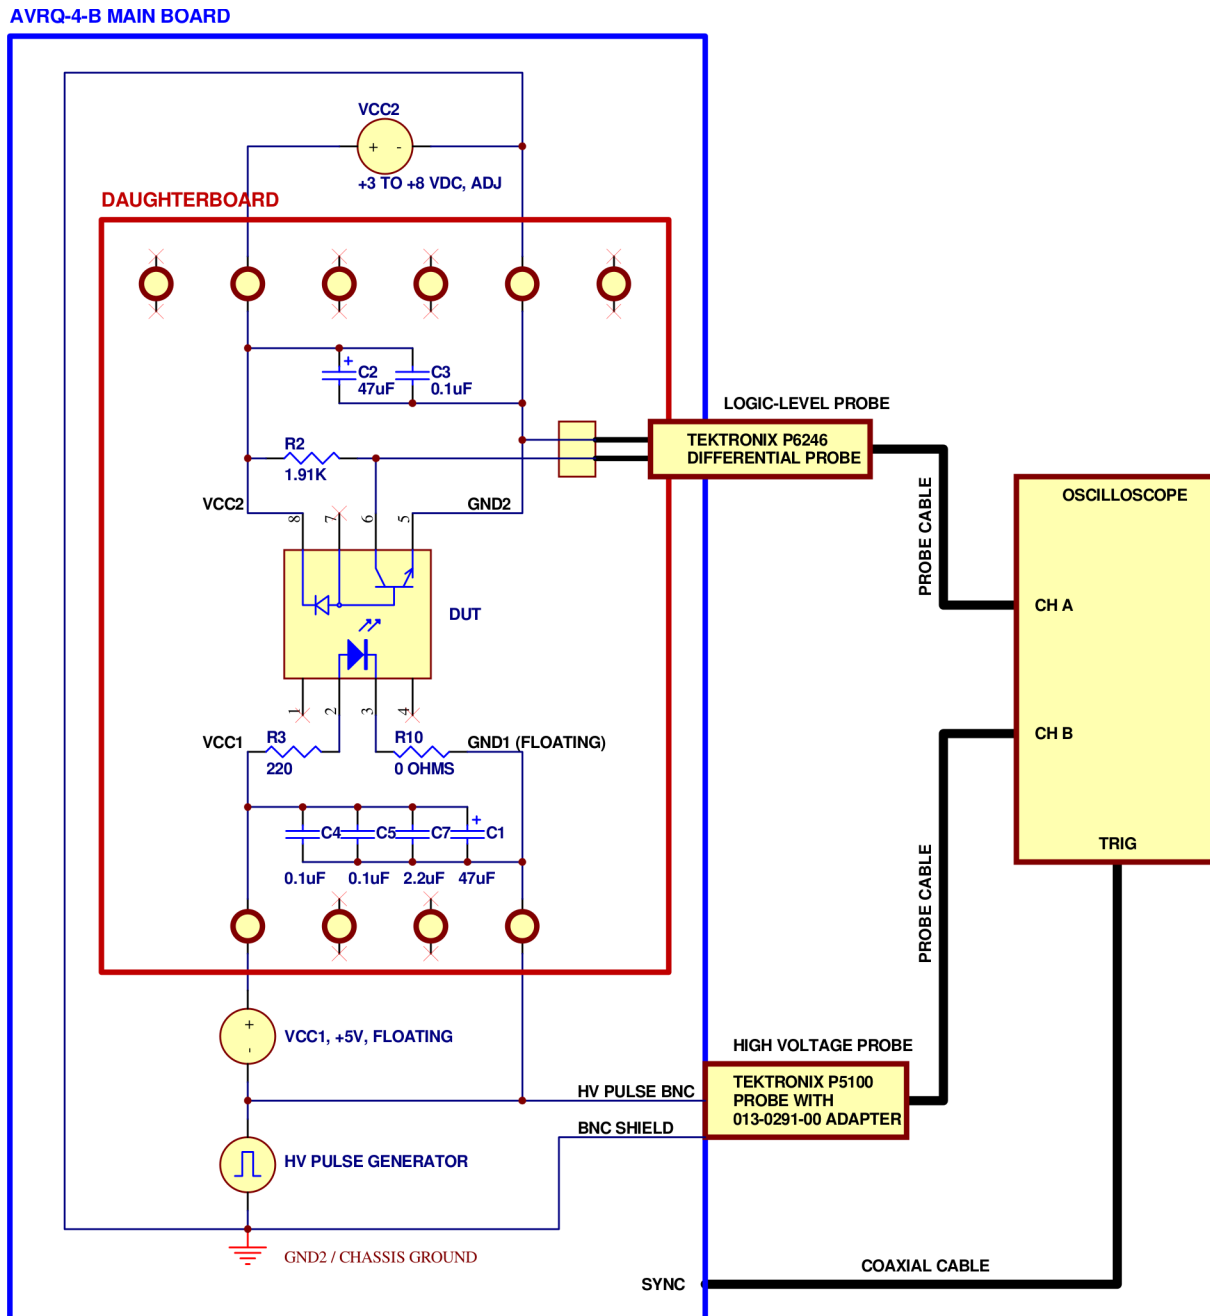 AVRQ-4-B MAIN BOARD
VCC2
+ -
+3 TO +8 VDC, ADJ
DAUGHTERBOARD
+
C2
47uF
C3
0.1uF
LOGIC-LEVEL PROBE
TEKTRONIX P6246
DIFFERENTIAL PROBE
R2
1.91K
VCC2
GND2
8
7
6
5
PROBE CABLE
OSCILLOSCOPE
CH A
DUT
1
2
3
4
VCC1
R3
220
R10
0 OHMS
GND1 (FLOATING)
CH B
+
C4
C5
C7
C1
0.1uF
0.1uF
2.2uF
47uF
TRIG
PROBE CABLE
+
-
VCC1, +5V, FLOATING
HIGH VOLTAGE PROBE
HV PULSE BNC
TEKTRONIX P5100
PROBE WITH
013-0291-00 ADAPTER
BNC SHIELD
HV PULSE GENERATOR
GND2 / CHASSIS GROUND
COAXIAL CABLE
SYNC